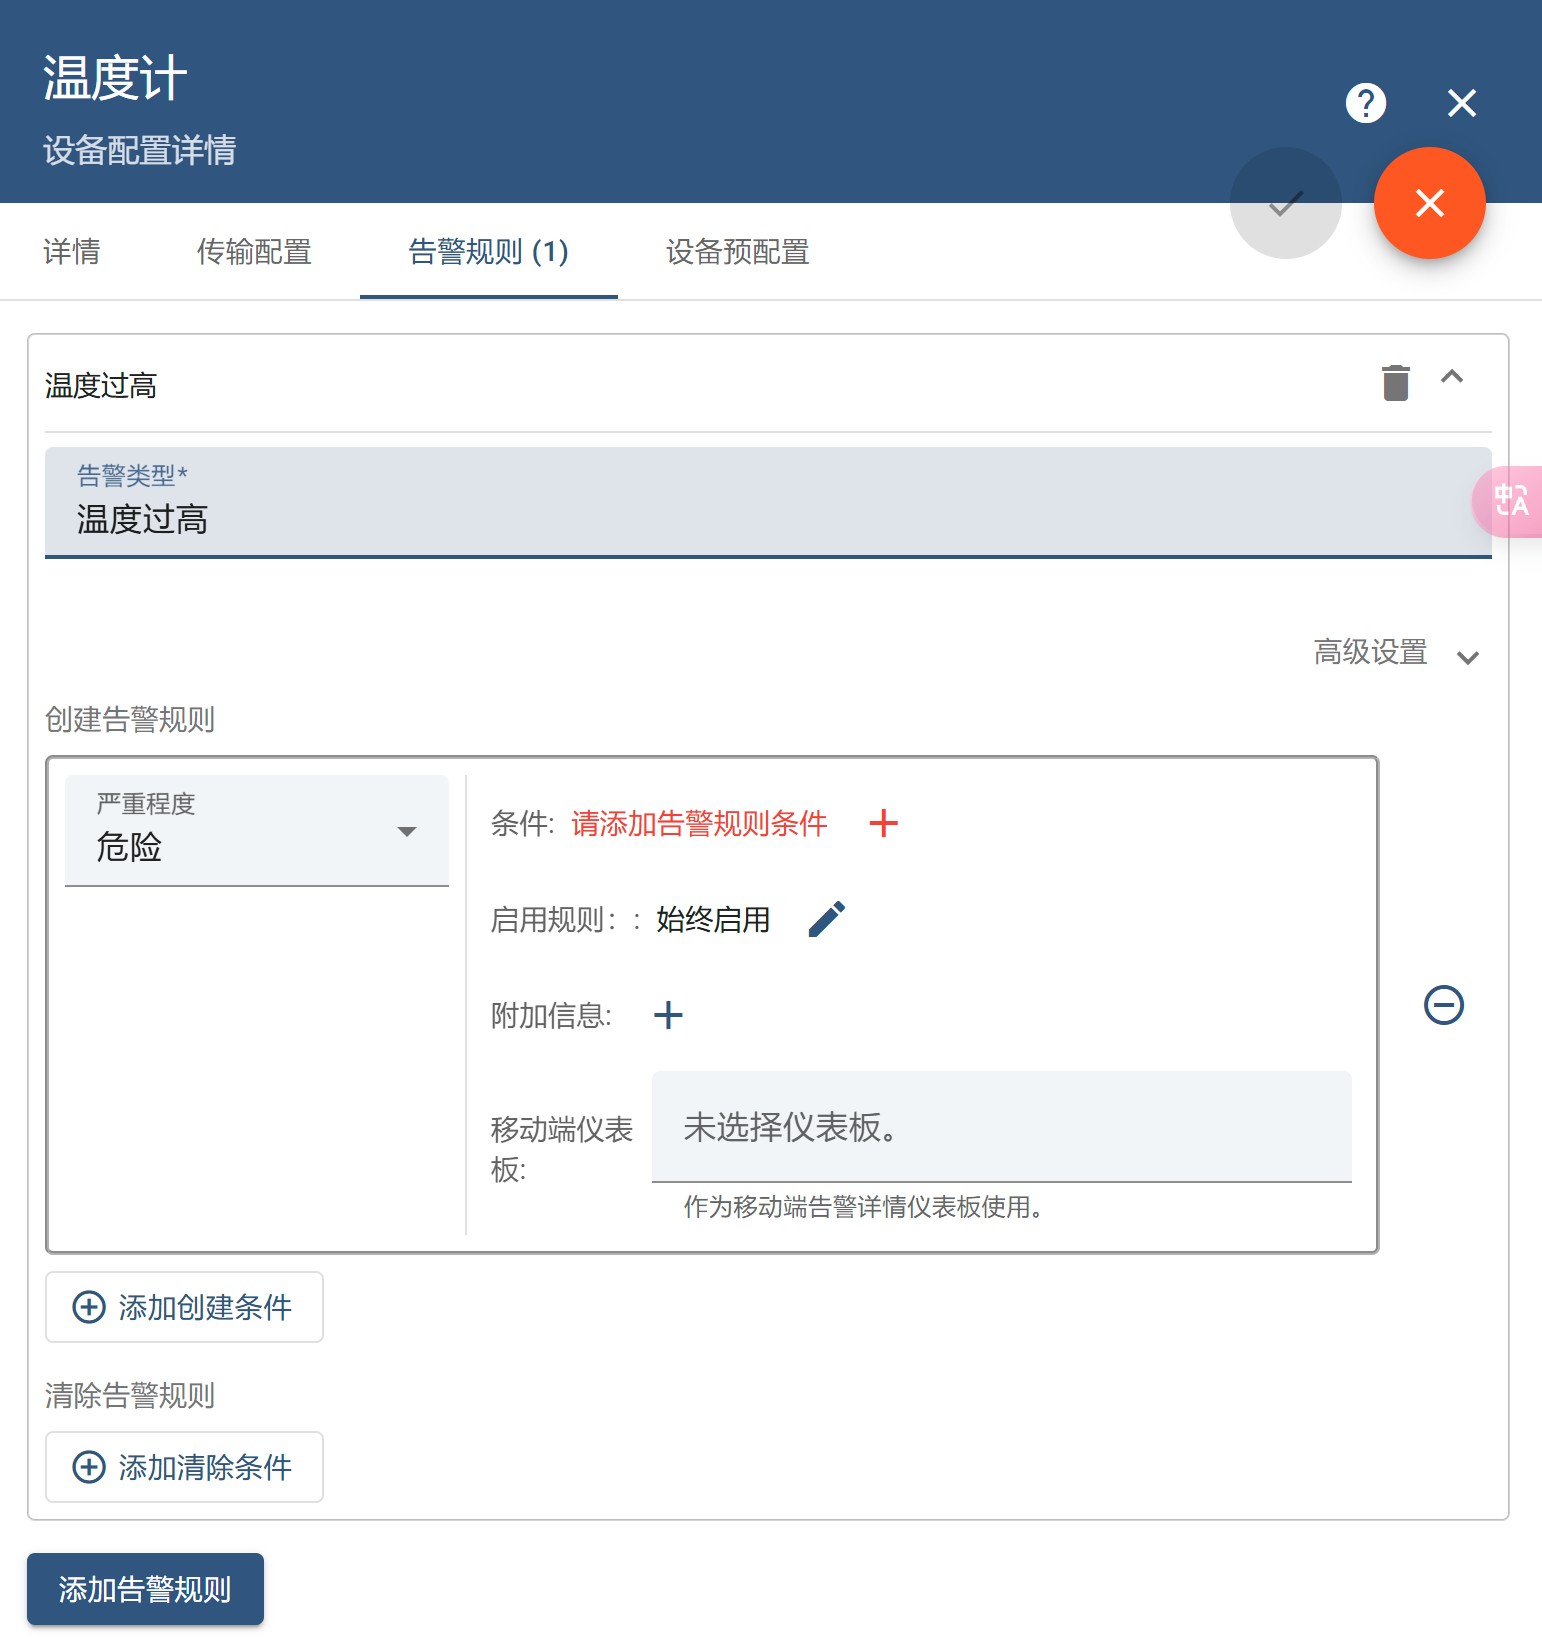 温度计
设备配置详情
详情
传输配置
告警规则 (1)
设备预配置
温度过高
告警类型*
温度过高
中A
高级设置
创建告警规则
严重程度
危险
条件: 请添加告警规则条件
启用规则：: 始终启用
附加信息:
移动端仪表
板:
未选择仪表板。
作为移动端告警详情仪表板使用。
添加创建条件
清除告警规则
添加清除条件
添加告警规则